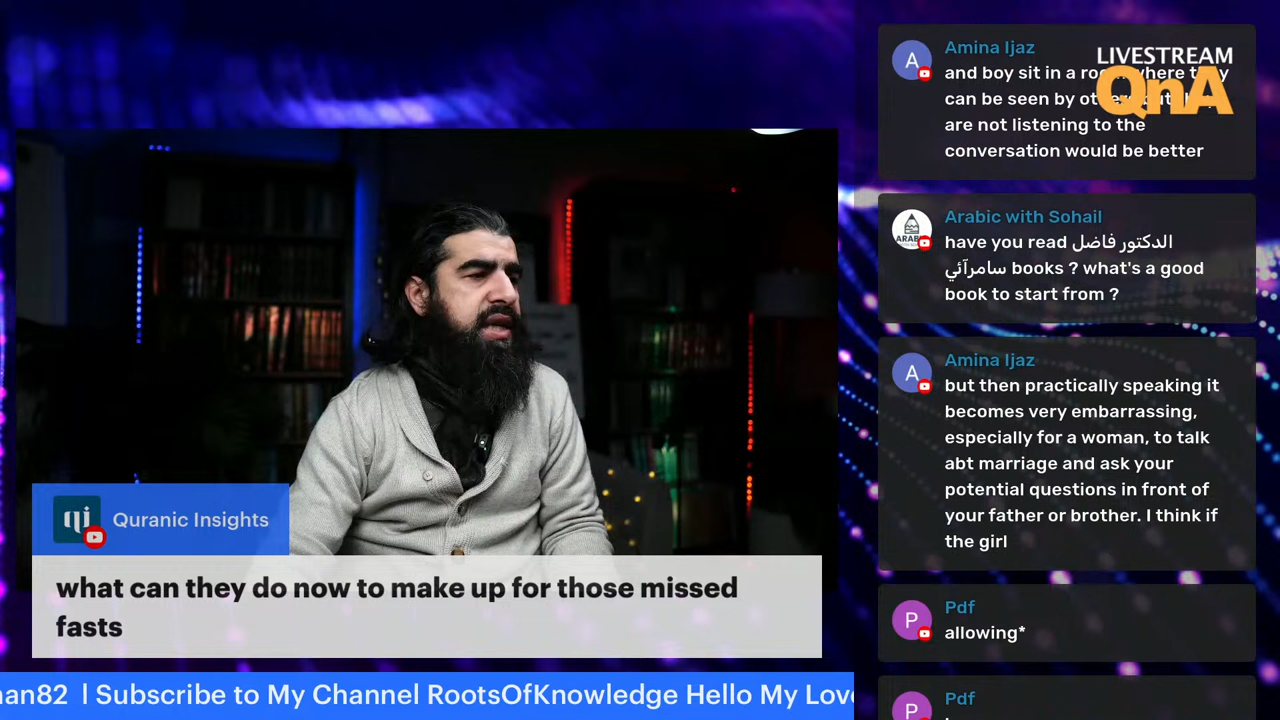 LIVESTREAM
QnA
Amina Ijaz
and boy sit in a
can be seen by
are not listening to the
conversation would be better
Arabic with Sohail
have you read الدكتور فاضل
سامرآئي books ? what's a good
book to start from ?
Amina Ijaz
but then practically speaking it
becomes very embarrassing,
especially for a woman, to talk
abt marriage and ask your
potential questions in front of
your father or brother. I think if
the girl
Pdf
allowing*
Pdf
qi Quranic Insights
what can they do now to make up for those missed
fasts
an82 | Subscribe to My Channel RootsOfKnowledge Hello My